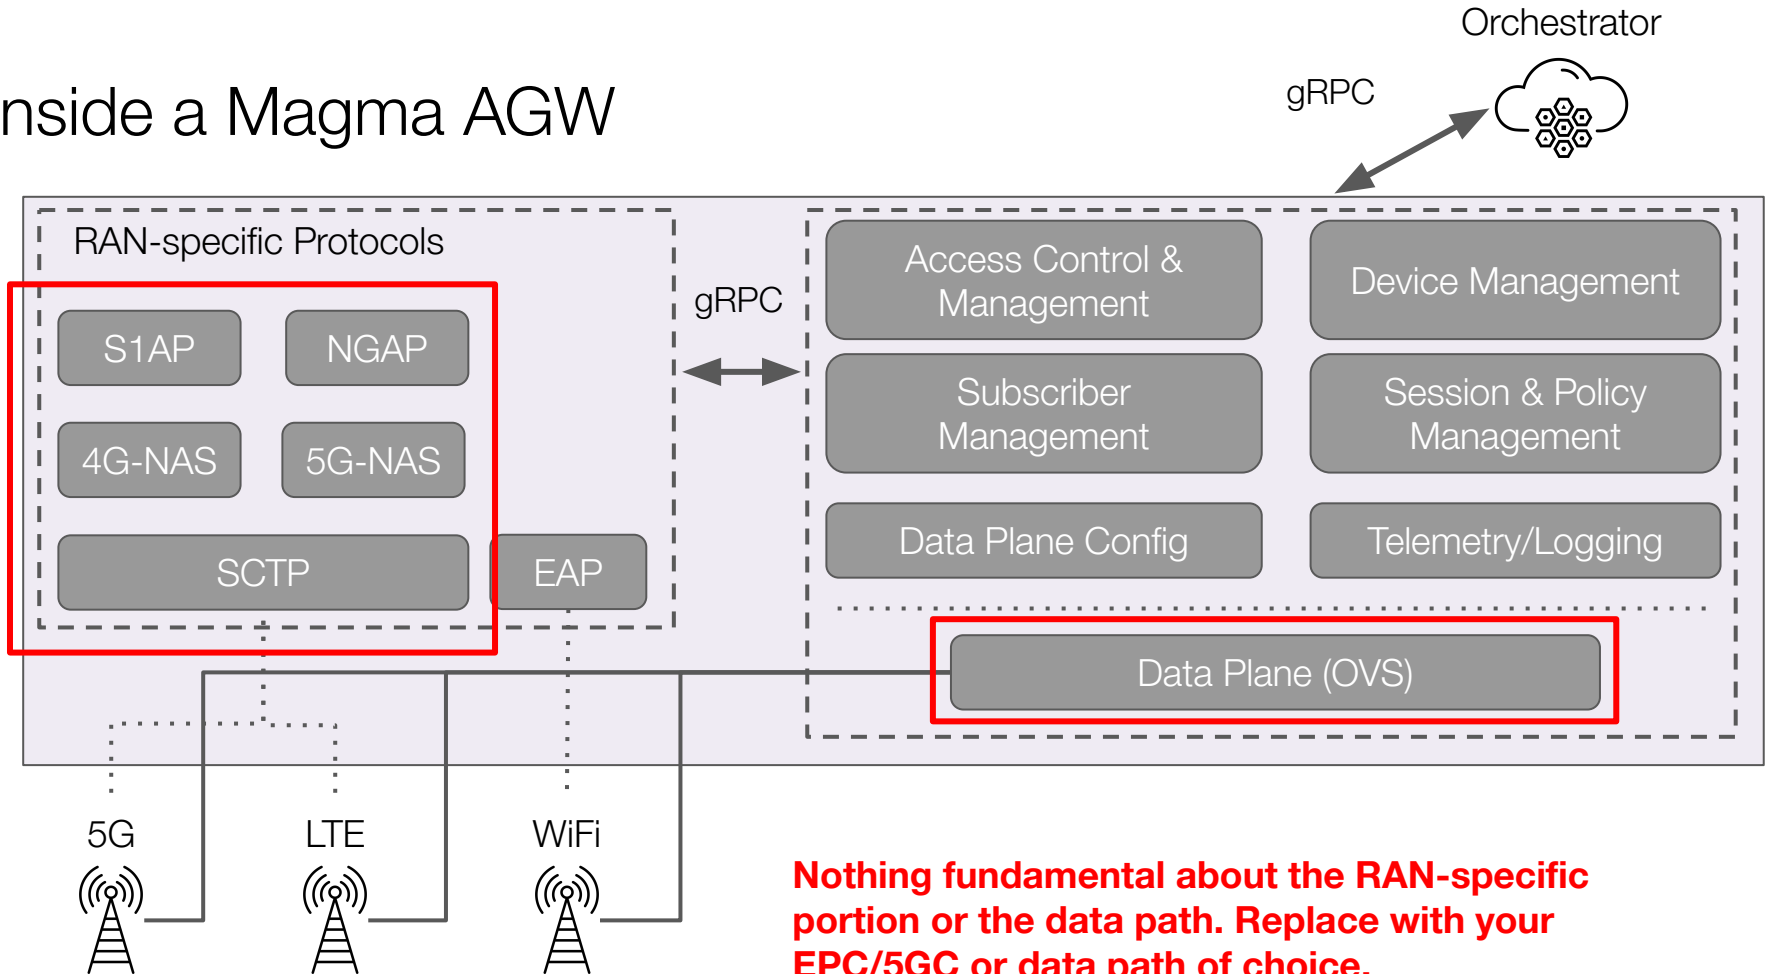 Orchestrator
gRPC
nside a Magma AGW
RAN-specific Protocols
S1AP
NGAP
4G-NAS
5G-NAS
SCTP
EAP
gRPC
Access Control &
Management
Device Management
Subscriber
Management
Session & Policy
Management
Data Plane Config
Telemetry/Logging
Data Plane (OVS)
5G
LTE
WiFi
Nothing fundamental about the RAN-specific
portion or the data path. Replace with your
EPC/5GC or data path of choice.